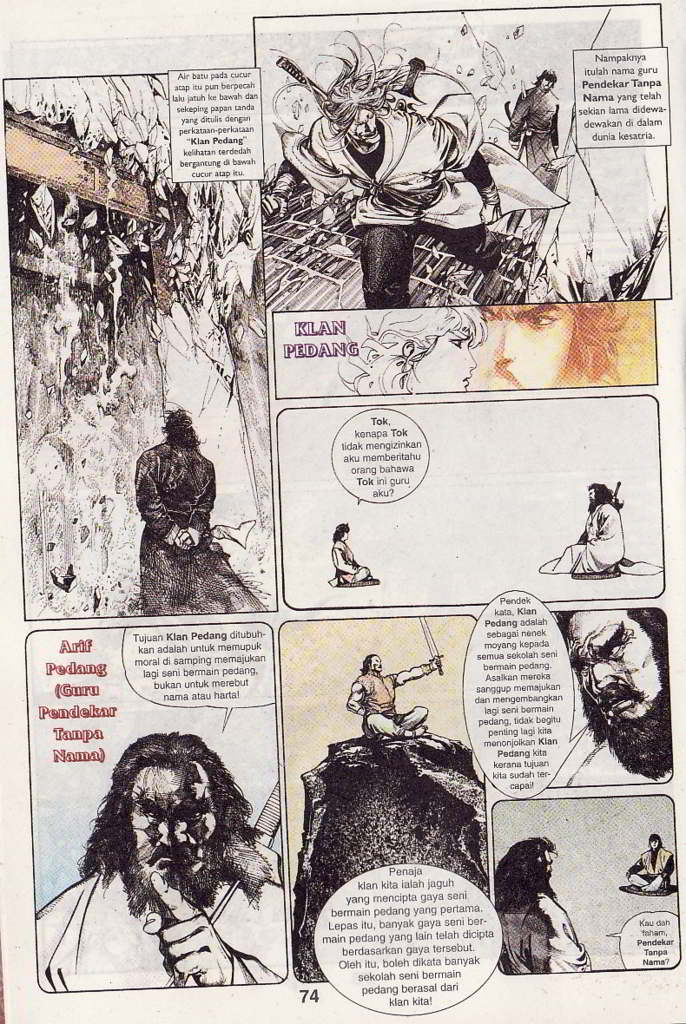 Air batu pada cucur
atap itu pun berpecah
lalu jatuh ke bawah dan
sekeping papan tanda
yang ditulis dengan
perkataan-perkataan
"Klan Pedang"
kelihatan terdedah
bergantung di bawah
cucur atap itu.
Nampaknya
itulah nama guru
Pendekar Tanpa
Nama yang telah
sekian lama didewa-
dewakan di dalam
dunia kesatria.
KLAN
PEDANG
Tok,
kenapa Tok
tidak mengizinkan
aku memberitahu
orang bahawa
Tok ini guru
aku?
Arif
Pedang
(Guru
Pendekar
Tanpa
Nama)
Tujuan Klan Pedang ditubuh-
kan adalah untuk memupuk
moral di samping memajukan
lagi seni bermain pedang,
bukan untuk merebut
nama atau harta!
Pendek
kata, Klan
Pedang adalah
sebagai nenek
moyang kepada
semua sekolah seni
bermain pedang.
Asalkan mereka
sanggup memajukan
dan mengembangkan
lagi seni bermain
pedang, tidak begitu
penting lagi kita
menonjolkan Klan
Pedang kita
kerana tujuan
kita sudah ter-
capai!
Penaja
klan kita ialah jaguh
yang mencipta gaya seni
bermain pedang yang pertama.
Lepas itu, banyak gaya seni ber-
main pedang yang lain telah dicipta
berdasarkan gaya tersebut.
Oleh itu, boleh dikata banyak
sekolah seni bermain
pedang berasal dari
klan kita!
Kau dah
faham,
Pendekar
Tanpa
Nama?
74